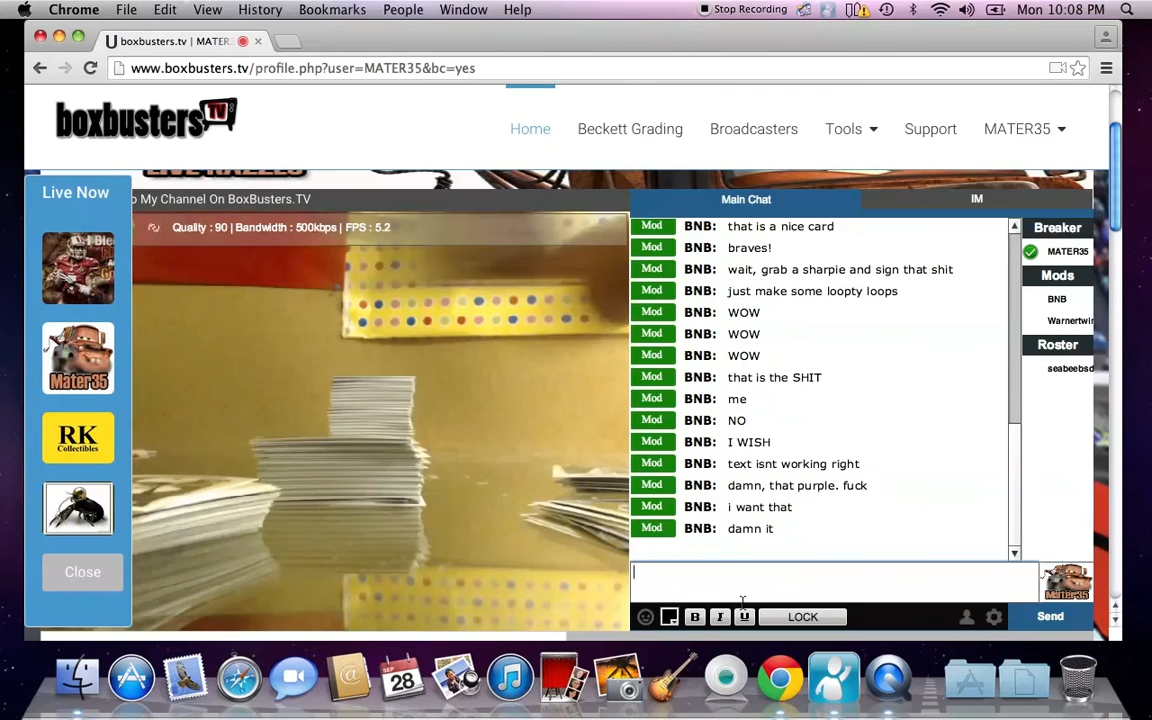 Chrome File Edit View History Bookmarks People Window Help Stop Recording Mon 10:08 PM
boxbusters.tv | MATER
www.boxbusters.tv/profile.php?user=MATER35&bc=yes
boxbusters TV
Home Beckett Grading Broadcasters Tools Support MATER35
Live Now
Mater35
RK
Collectibles
Close
o My Channel On BoxBusters.TV
Quality : 90 | Bandwidth : 500kbps | FPS : 5.2
Main Chat IM
Mod BNB: that is a nice card
Mod BNB: braves!
Mod BNB: wait, grab a sharpie and sign that shit
Mod BNB: just make some loopty loops
Mod BNB: WOW
Mod BNB: WOW
Mod BNB: WOW
Mod BNB: that is the SHIT
Mod BNB: me
Mod BNB: NO
Mod BNB: I WISH
Mod BNB: text isnt working right
Mod BNB: damn, that purple. fuck
Mod BNB: i want that
Mod BNB: damn it
Breaker
MATER35
Mods
BNB
Warnertwin
Roster
seabeebsd
Mater35
B I U LOCK Send
SEP
28